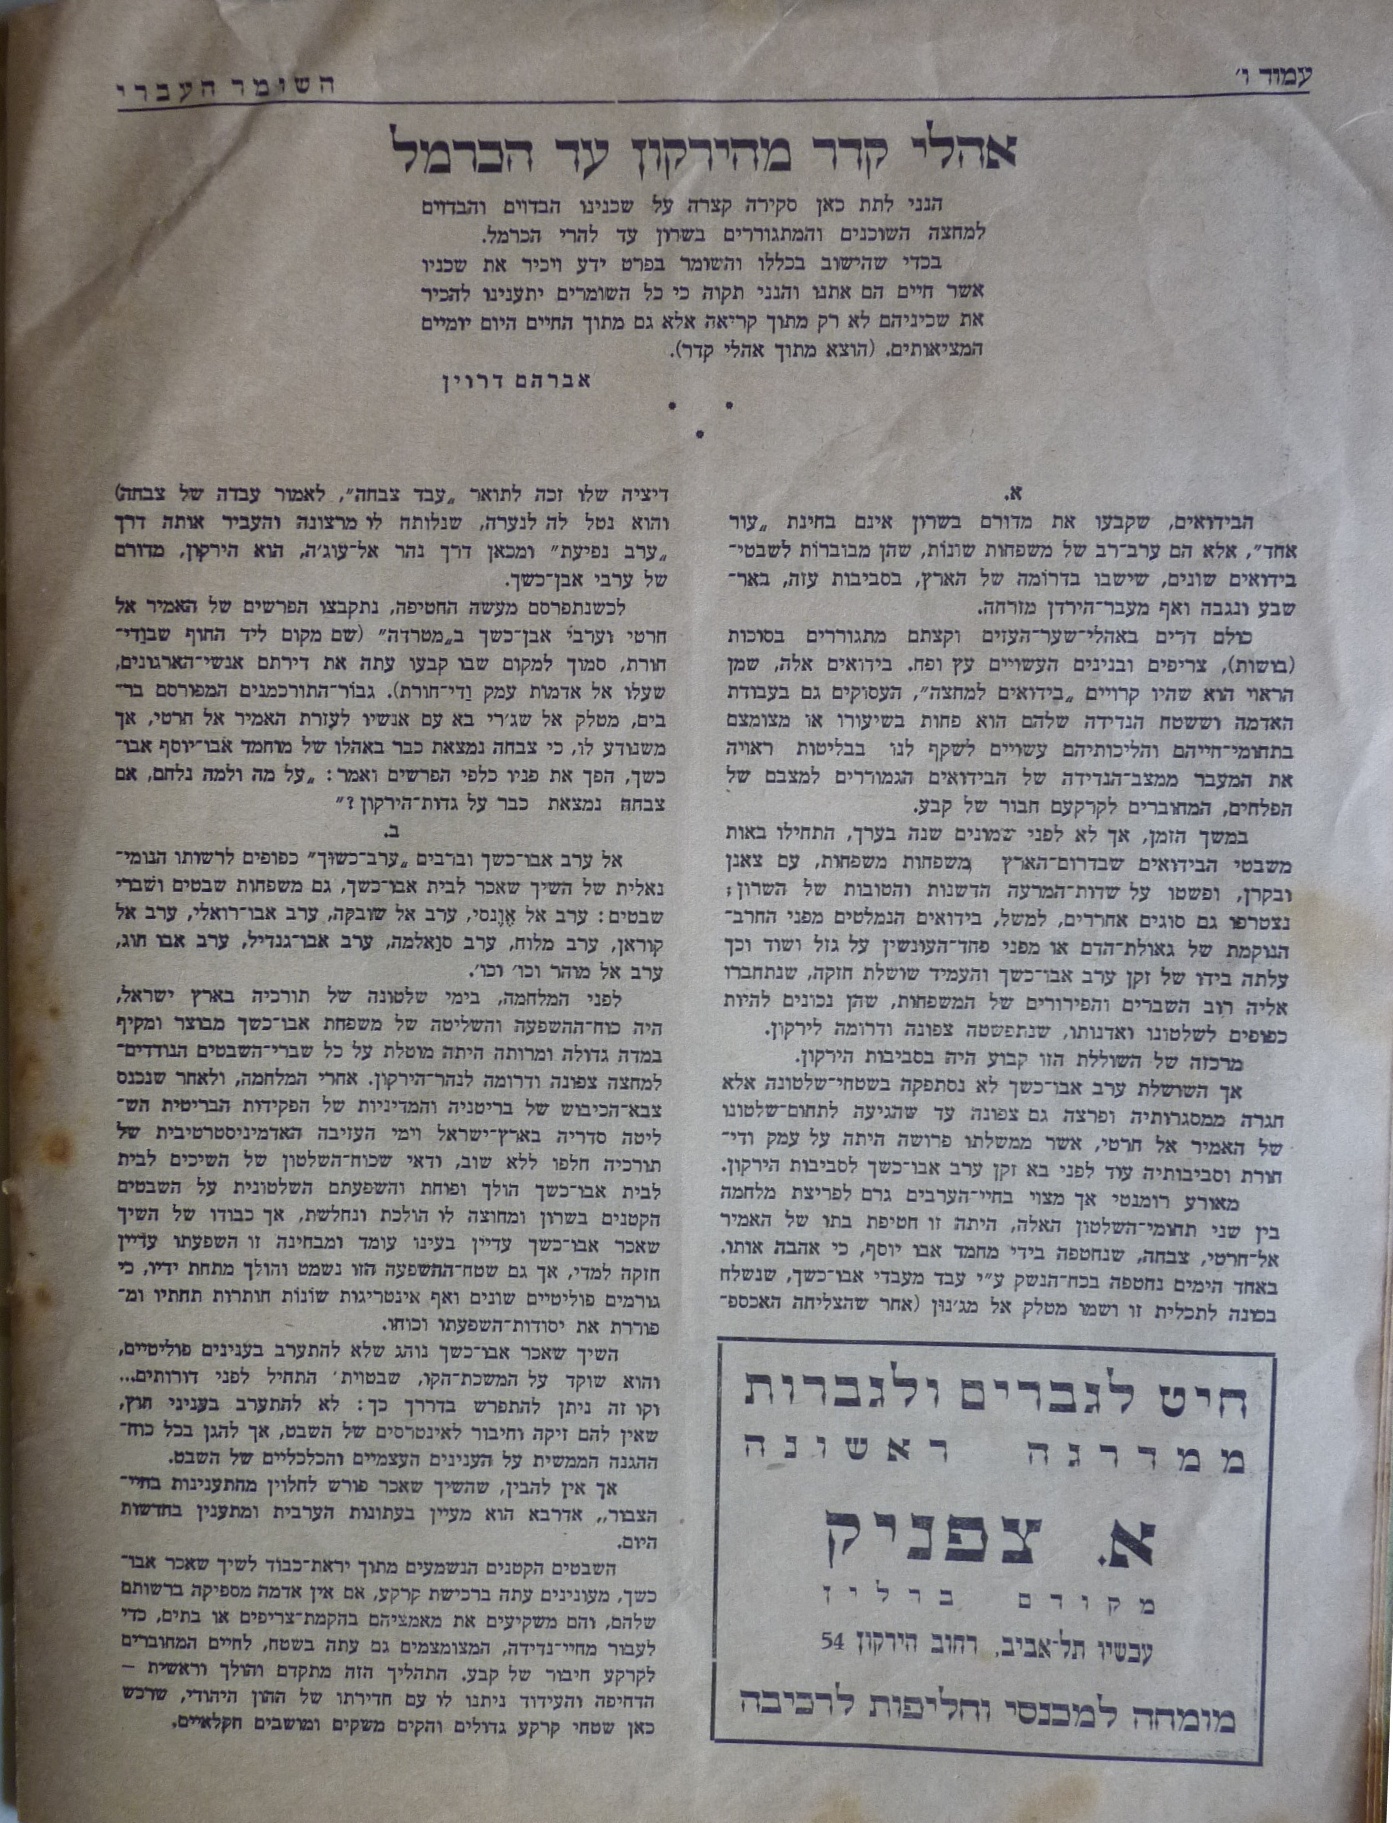 עמוד ו'
השומר העברי
אהלי קדר מהירקון עד הכרמל
הנני לתת כאן סקירה קצרה על שכנינו הבדוים והבדוים
למחצה השוכנים והמתגוררים בשרון עד להרי הכרמל.
בכדי שהישוב בכללו והשומר בפרט ידע ויכיר את שכניו
אשר חיים הם אתנו והנני תקוה כי כל השומרים יתענינו להכיר
את שכיניהם לא רק מתוך קריאה אלא גם מתוך החיים היום יומיים
המציאותים. (הוצא מתוך אהלי קדר).
אברהם דרוין
א.
הבידואים, שקבעו את מדורם בשרון אינם בחינת „עור
אחד", אלא הם ערב־רב של משפחות שונות, שהן מבוברות לשבטי־
בידואים שונים, שישבו בדרומה של הארץ, בסביבות עזה, באר־
שבע ונגבה ואף מעבר־הירדן מזרחה.
כולם דרים באהלי־שער־העזים וקצתם מתגוררים בסוכות
(בושות), צריפים ובנינים העשויים עץ ופח. בידואים אלה, שמן
הראוי הוא שהיו קרויים „בידואים למחצה", העסוקים גם בעבודת
האדמה וששטח הנדידה שלהם הוא פחות בשיעורו או מצומצם
בתחומי־חייהם והליכותיהם עשויים לשקף לנו בבליטות ראויה
את המעבר ממצב־הנדידה של הבידואים הגמודרים למצבם של
הפלחים, המחוברים לקרקעם חבור של קבע.
במשך הזמן, אך לא לפני שמונים שנה בערך, התחילו באות
משבטי הבידואים שבדרום־הארץ משפחות משפחות, עם צאנן
ובקרן, ופשטו על שדות־המרעה הדשנות והטובות של השרון;
נצטרפו גם סוגים אחרדים, למשל, בידואים הנמלטים מפני החרב־
הנוקמת של גאולת־הדם או מפני פחד־העונשין על גזל ושוד וכך
עלתה בידו של זקן ערב אבו־כשך והעמיד שושלת חזקה, שנתחברו
אליה רוב השברים והפירורים של המשפחות, שהן נכונים להיות
כפופים לשלטונו ואדנותו, שנתפשטה צפונה ודרומה לירקון.
מרכזה של השוללת הזו קבוע היה בסביבות הירקון.
אך השושלת ערב אבו־כשך לא נסתפקה בשטחי־שלטונה אלא
חגרה ממסגרותיה ופרצה גם צפונה עד שהגיעה לתחום־שלטונו
של האמיר אל חרטי, אשר ממשלתו פרושה היתה על עמק ודי־
חורת וסביבותיה עוד לפני בא זקן ערב אבו־כשך לסביבות הירקון.
מאורע רומנטי אך מצוי בחיי־הערבים גרם לפריצת מלחמה
בין שני תחומי־השלטון האלה, היתה זו חטיפת בתו של האמיר
אל־חרטי, צבחה, שנחטפה בידי מחמד אבו יוסף, כי אהבה אותו.
באחד הימים נחטפה בכח־הנשק ע"י עבד מעבדי אבו־כשך, שנשלח
בכונה לתכלית זו ושמו מטלק אל מג'נון (אחר שהצליחה האכספ־
דיציה שלו זכה לתואר „עבד צבחה", לאמור עבדה של צבחה)
והוא נטל לה לנערה, שנלותה לו מרצונה והעביר אותה דרך
„ערב נפיעת" ומכאן דרך נהר אל־עוג'ה, הוא הירקון, מדורם
של ערבי אבן־כשך.
לכשנתפרסם מעשה החטיפה, נתקבצו הפרשים של האמיר אל
חרטי וערבי אבן־כשך ב„מטרדה" (שם מקום ליד החוף שבודי־
חורת, סמוך למקום שבו קבעו עתה את דירתם אנשי־הארגונים,
שעלו אל אדמות עמק ודי־חורת). גבור־התורכמנים המפורסם בר־
בים, מטלק אל שג'רי בא עם אנשיו לעזרת האמיר אל חרטי, אך
משנודע לו, כי צבחה נמצאת כבר באהלו של מוחמד אבו־יוסף אבו־
כשך, הפך את פניו כלפי הפרשים ואמר: „על מה ולמה נלחם, אם
צבחה נמצאת כבר על גדות־הירקון?"
ב.
אל ערב אבו־כשך וברבים „ערב־כשוך" כפופים לרשותו הנומי־
נאלית של השיך שאכר לבית אבו־כשך, גם משפחות שבטים ושברי
שבטים: ערב אל אונסי, ערב אל שובקה, ערב אבו־רואלי, ערב אל
קוראן, ערב מלוח, ערב סואלמה, ערב אבו־גנדיל, ערב אבו חוג,
ערב אל מוהר וכו' וכו'.
לפני המלחמה, בימי שלטונה של תורכיה בארץ ישראל,
היה כוח־ההשפעה והשליטה של משפחת אבו־כשך מבוצר ומקיף
במדה גדולה ומרותה היתה מוטלת על כל שברי־השבטים הנודדים־
למחצה צפונה ודרומה לנהר־הירקון. אחרי המלחמה, ולאחר שנכנס
צבא־הכיבוש של בריטניה והמדיניות של הפקידות הבריטית הש־
ליטה סדריה בארץ־ישראל וימי העזיבה האדמיניסטרטיבית של
תורכיה חלפו ללא שוב, ודאי שכוח־השלטון של השיכים לבית
לבית אבו־כשך הולך ופוחת והשפעתם השלטונית על השבטים
הקטנים בשרון ומחוצה לו הולכת ונחלשת, אך כבודו של השיך
שאכר אבו־כשך עדיין בעינו עומד ומבחינה זו השפעתו עדיין
חזקה למדי, אך גם שטח־ההשפעה הזו נשמט והולך מתחת ידיו, כי
גורמים פוליטיים שונים ואף אינטריגות שונות חותרות תחתיו ומ־
פוררת את יסודות־השפעתו וכוחו.
השיך שאכר אבו־כשך נוהג שלא להתערב בענינים פוליטיים,
והוא שוקד על המשכת־הקו, שבטוית' התחיל לפני דורותים...
וקו זה ניתן להתפרש בדררך כך: לא להתערב בעניני חוץ,
שאין להם זיקה וחיבור לאינטרסים של השבט, אך להגן בכל כוח־
ההגנה הממשית על הענינים העצמיים והכלכליים של השבט.
אך אין להבין, שהשיך שאכר פורש לחלוין מהתענינות בחיי־
הצבור,, אדרבא הוא מעיין בעתונות הערבית ומתענין בחדשות
היום.
השבטים הקטנים הנשמעים מתוך יראת־כבוד לשיך שאכר אבו־
כשך, מעונינים עתה ברכישת קרקע, אם אין אדמה מספיקה ברשותם
שלהם, והם משקיעים את מאמציהם בהקמת־צריפים או בתים, כדי
לעבור מחיי־נדידה, המצומצמים גם עתה בשטח, לחיים המחוברים
לקרקע חיבור של קבע. התהליך הזה מתקדם והולך וראשית –
הדחיפה והעידוד ניתנו לו עם חדירתו של ההון היהודי, שרכש
כאן שטחי קרקע גדולים והקים משקים ומושבים חקלאיים.
חיט לגברים ולגברות
ממדרגה ראשונה
א. צפניק
מקודם ברלין
עכשיו תל־אביב, רחוב הירקון 54
מומחה למכנסי וחליפות לרכיבה